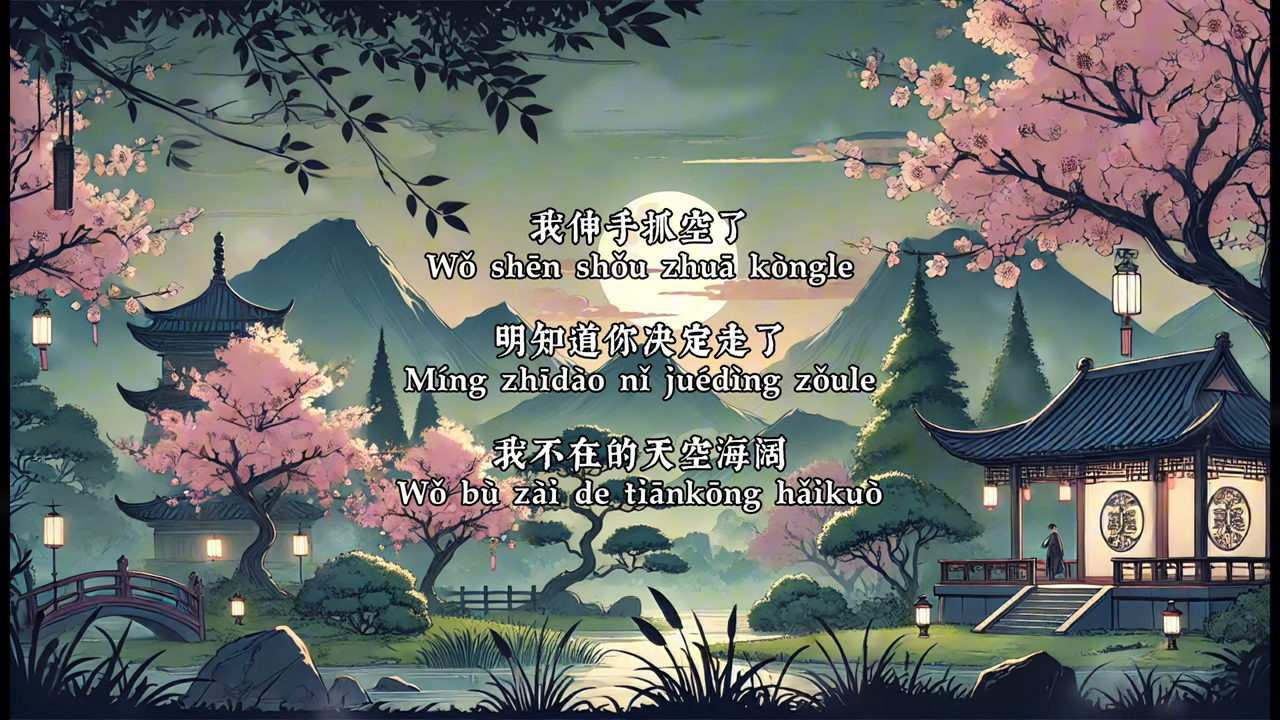 我伸手抓空了
Wǒ shēn shǒu zhuā kòngle
明知道你决定走了
Míng zhīdào nǐ juédìng zǒule
我不在的天空海阔
Wǒ bù zài de tiānkōng hǎikuò